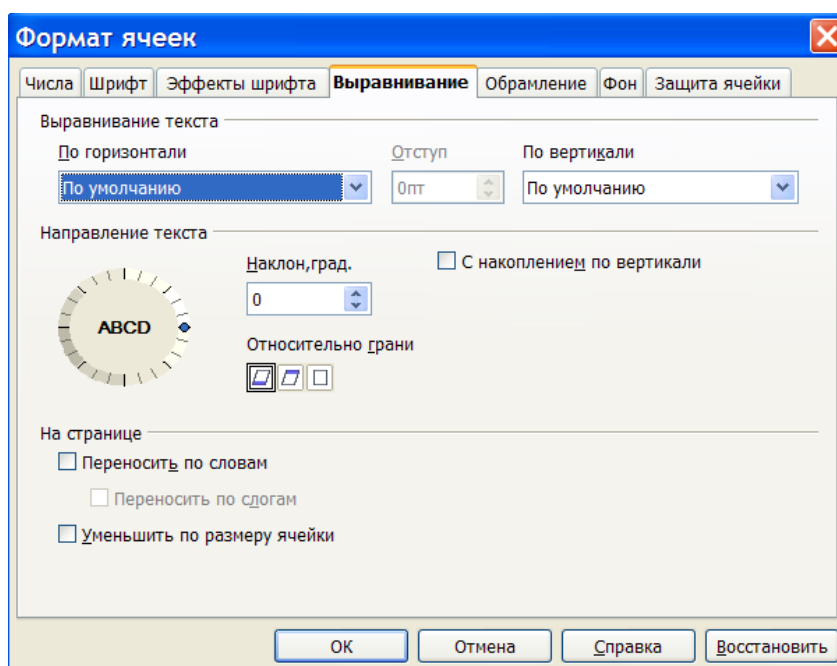 Формат ячеек
Числа Шрифт Эффекты шрифта Выравнивание Обрамление Фон Защита ячейки
Выравнивание текста
По горизонтали Отступ По вертикали
По умолчанию 0пт По умолчанию
Направление текста
Наклон,град. С накоплением по вертикали
ABCD 0
Относительно грани
На странице
Переносить по словам
Переносить по слогам
Уменьшить по размеру ячейки
ОК Отмена Справка Восстановить